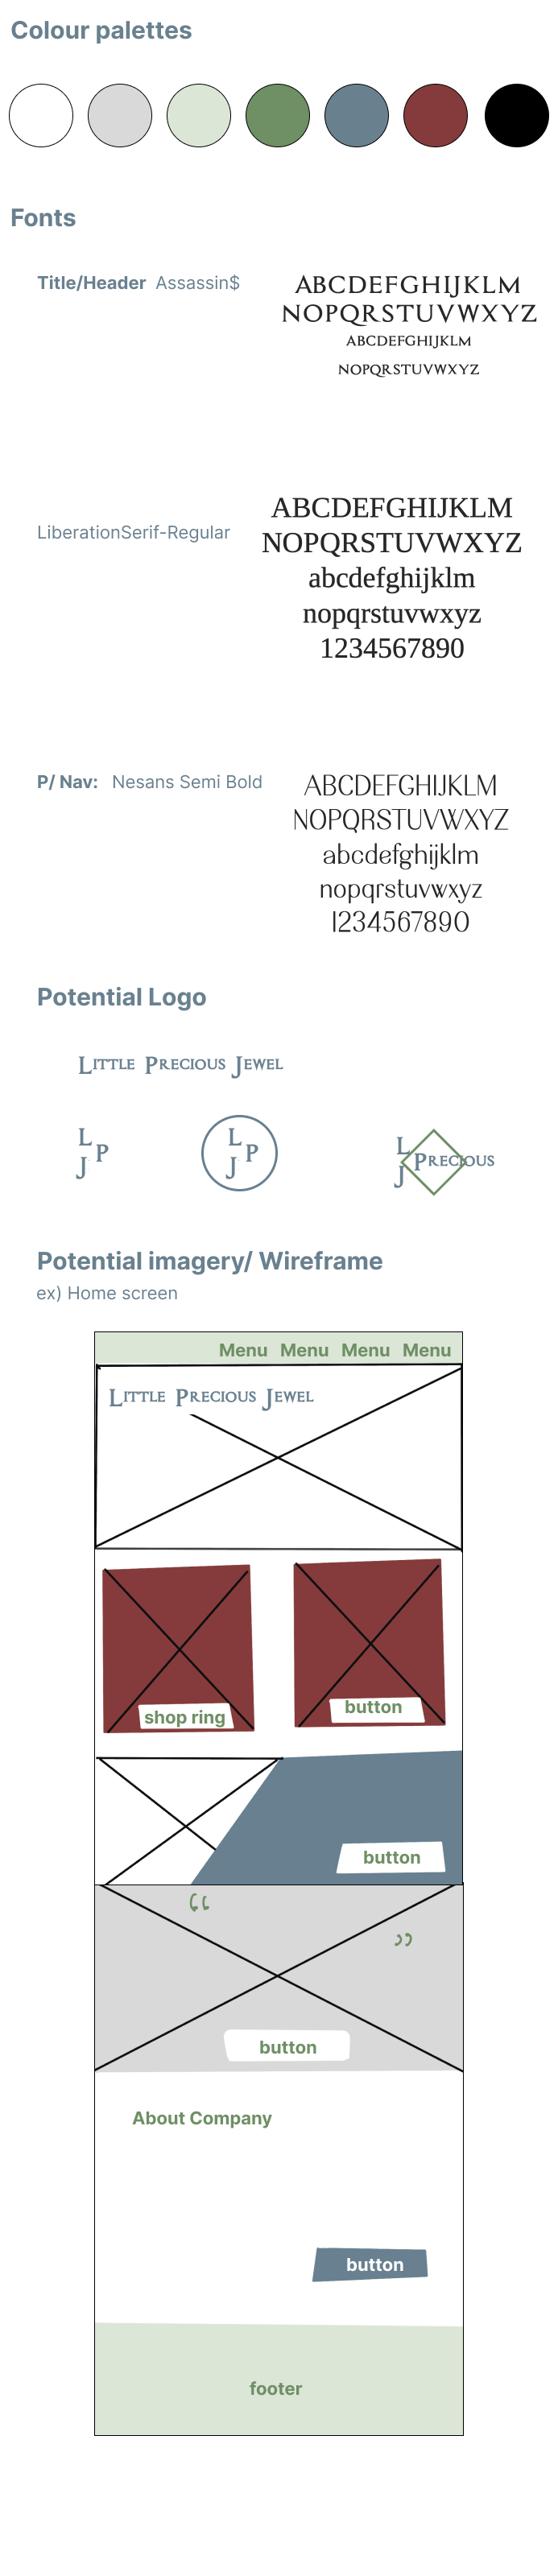 Colour palettes
Fonts
Title/Header Assassin$
ABCDEFGHIJKLM
NOPQRSTUVWXYZ
ABCDEFGHIJKLM
NOPQRSTUVWXYZ
LiberationSerif-Regular
ABCDEFGHIJKLM
NOPQRSTUVWXYZ
abcdefghijklm
nopqrstuvwxyz
1234567890
P/ Nav: Nesans Semi Bold
ABCDEFGHIJKLM
NOPQRSTUVWXYZ
abcdefghijklm
nopqrstuvwxyz
1234567890
Potential Logo
Little Precious Jewel
L
P
J
L
P
J
L
Precious
J
Potential imagery/ Wireframe
ex) Home screen
Menu Menu Menu Menu
Little Precious Jewel
shop ring
button
button
“
”
button
About Company
button
footer